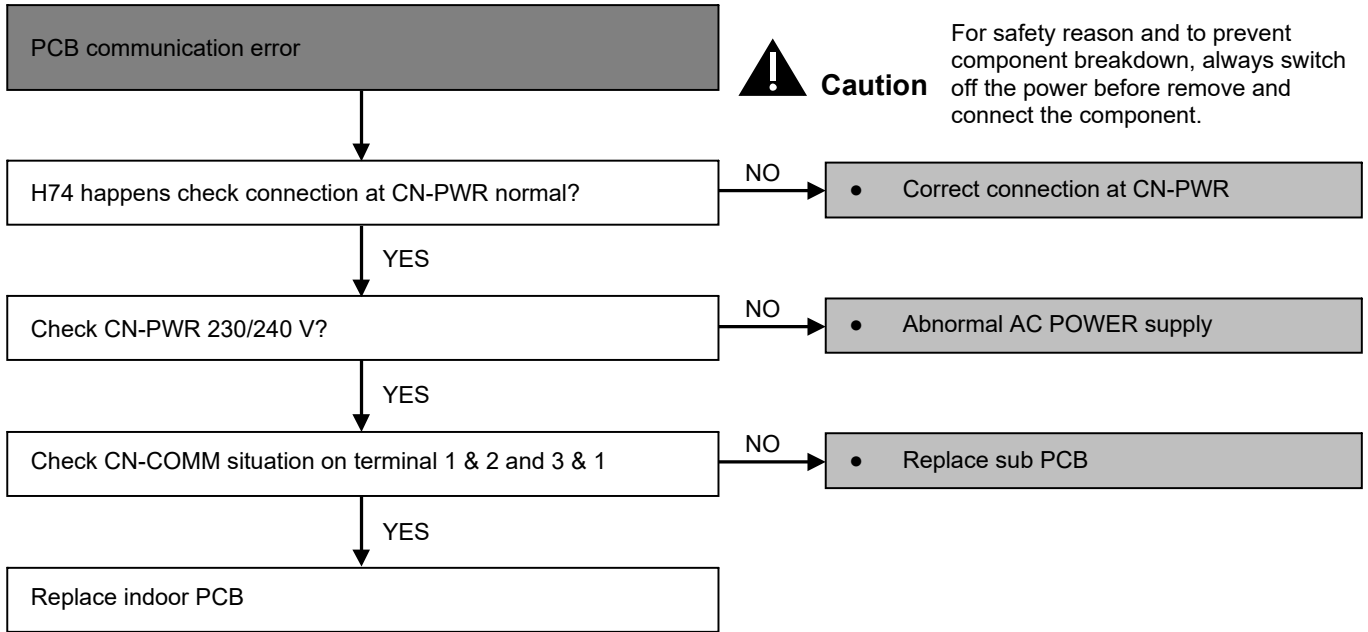 PCB communication error
Caution
For safety reason and to prevent
component breakdown, always switch
off the power before remove and
connect the component.
H74 happens check connection at CN-PWR normal?
NO
• Correct connection at CN-PWR
YES
Check CN-PWR 230/240 V?
NO
• Abnormal AC POWER supply
YES
Check CN-COMM situation on terminal 1 & 2 and 3 & 1
NO
• Replace sub PCB
YES
Replace indoor PCB